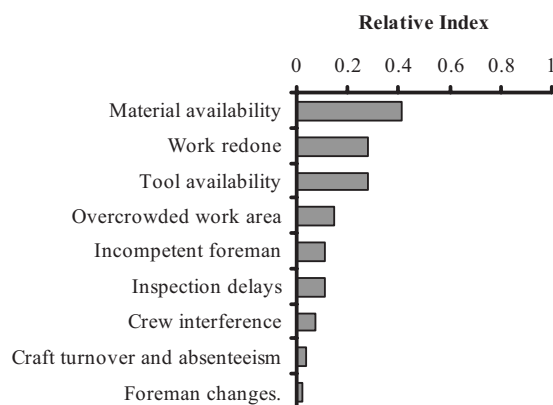 Relative Index
0 0.2 0.4 0.6 0.8 1
Material availability
Work redone
Tool availability
Overcrowded work area
Incompetent foreman
Inspection delays
Crew interference
Craft turnover and absenteeism
Foreman changes.